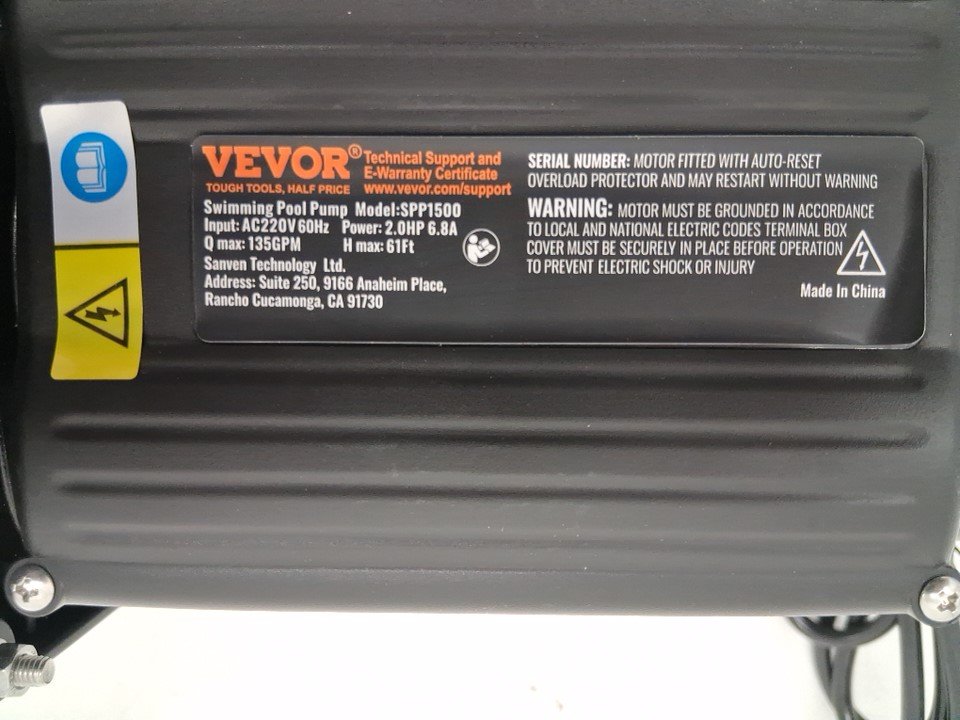 VEVOR®
TOUGH TOOLS, HALF PRICE
Technical Support and
E-Warranty Certificate
www.vevor.com/support
Swimming Pool Pump Model:SPP1500
Input: AC220V60Hz Power: 2.0HP 6.8A
Q max: 135GPM H max: 61Ft
Sanven Technology Ltd.
Address: Suite 250, 9166 Anaheim Place,
Rancho Cucamonga, CA 91730
SERIAL NUMBER: MOTOR FITTED WITH AUTO-RESET
OVERLOAD PROTECTOR AND MAY RESTART WITHOUT WARNING
WARNING: MOTOR MUST BE GROUNDED IN ACCORDANCE
TO LOCAL AND NATIONAL ELECTRIC CODES TERMINAL BOX
COVER MUST BE SECURELY IN PLACE BEFORE OPERATION
TO PREVENT ELECTRIC SHOCK OR INJURY
Made In China